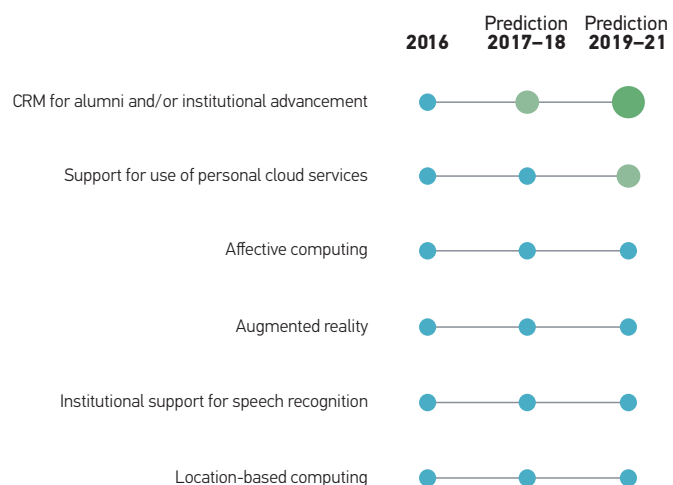 Prediction Prediction
2016 2017–18 2019–21
CRM for alumni and/or institutional advancement
Support for use of personal cloud services
Affective computing
Augmented reality
Institutional support for speech recognition
Location-based computing